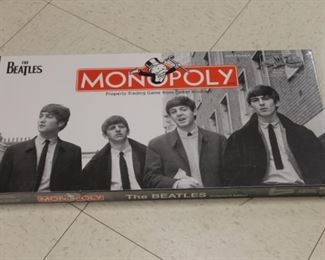 THE
BEATLES
MONOPOLY
Property Trading Game from Parker Brothers
MONOPOLY The BEATLES